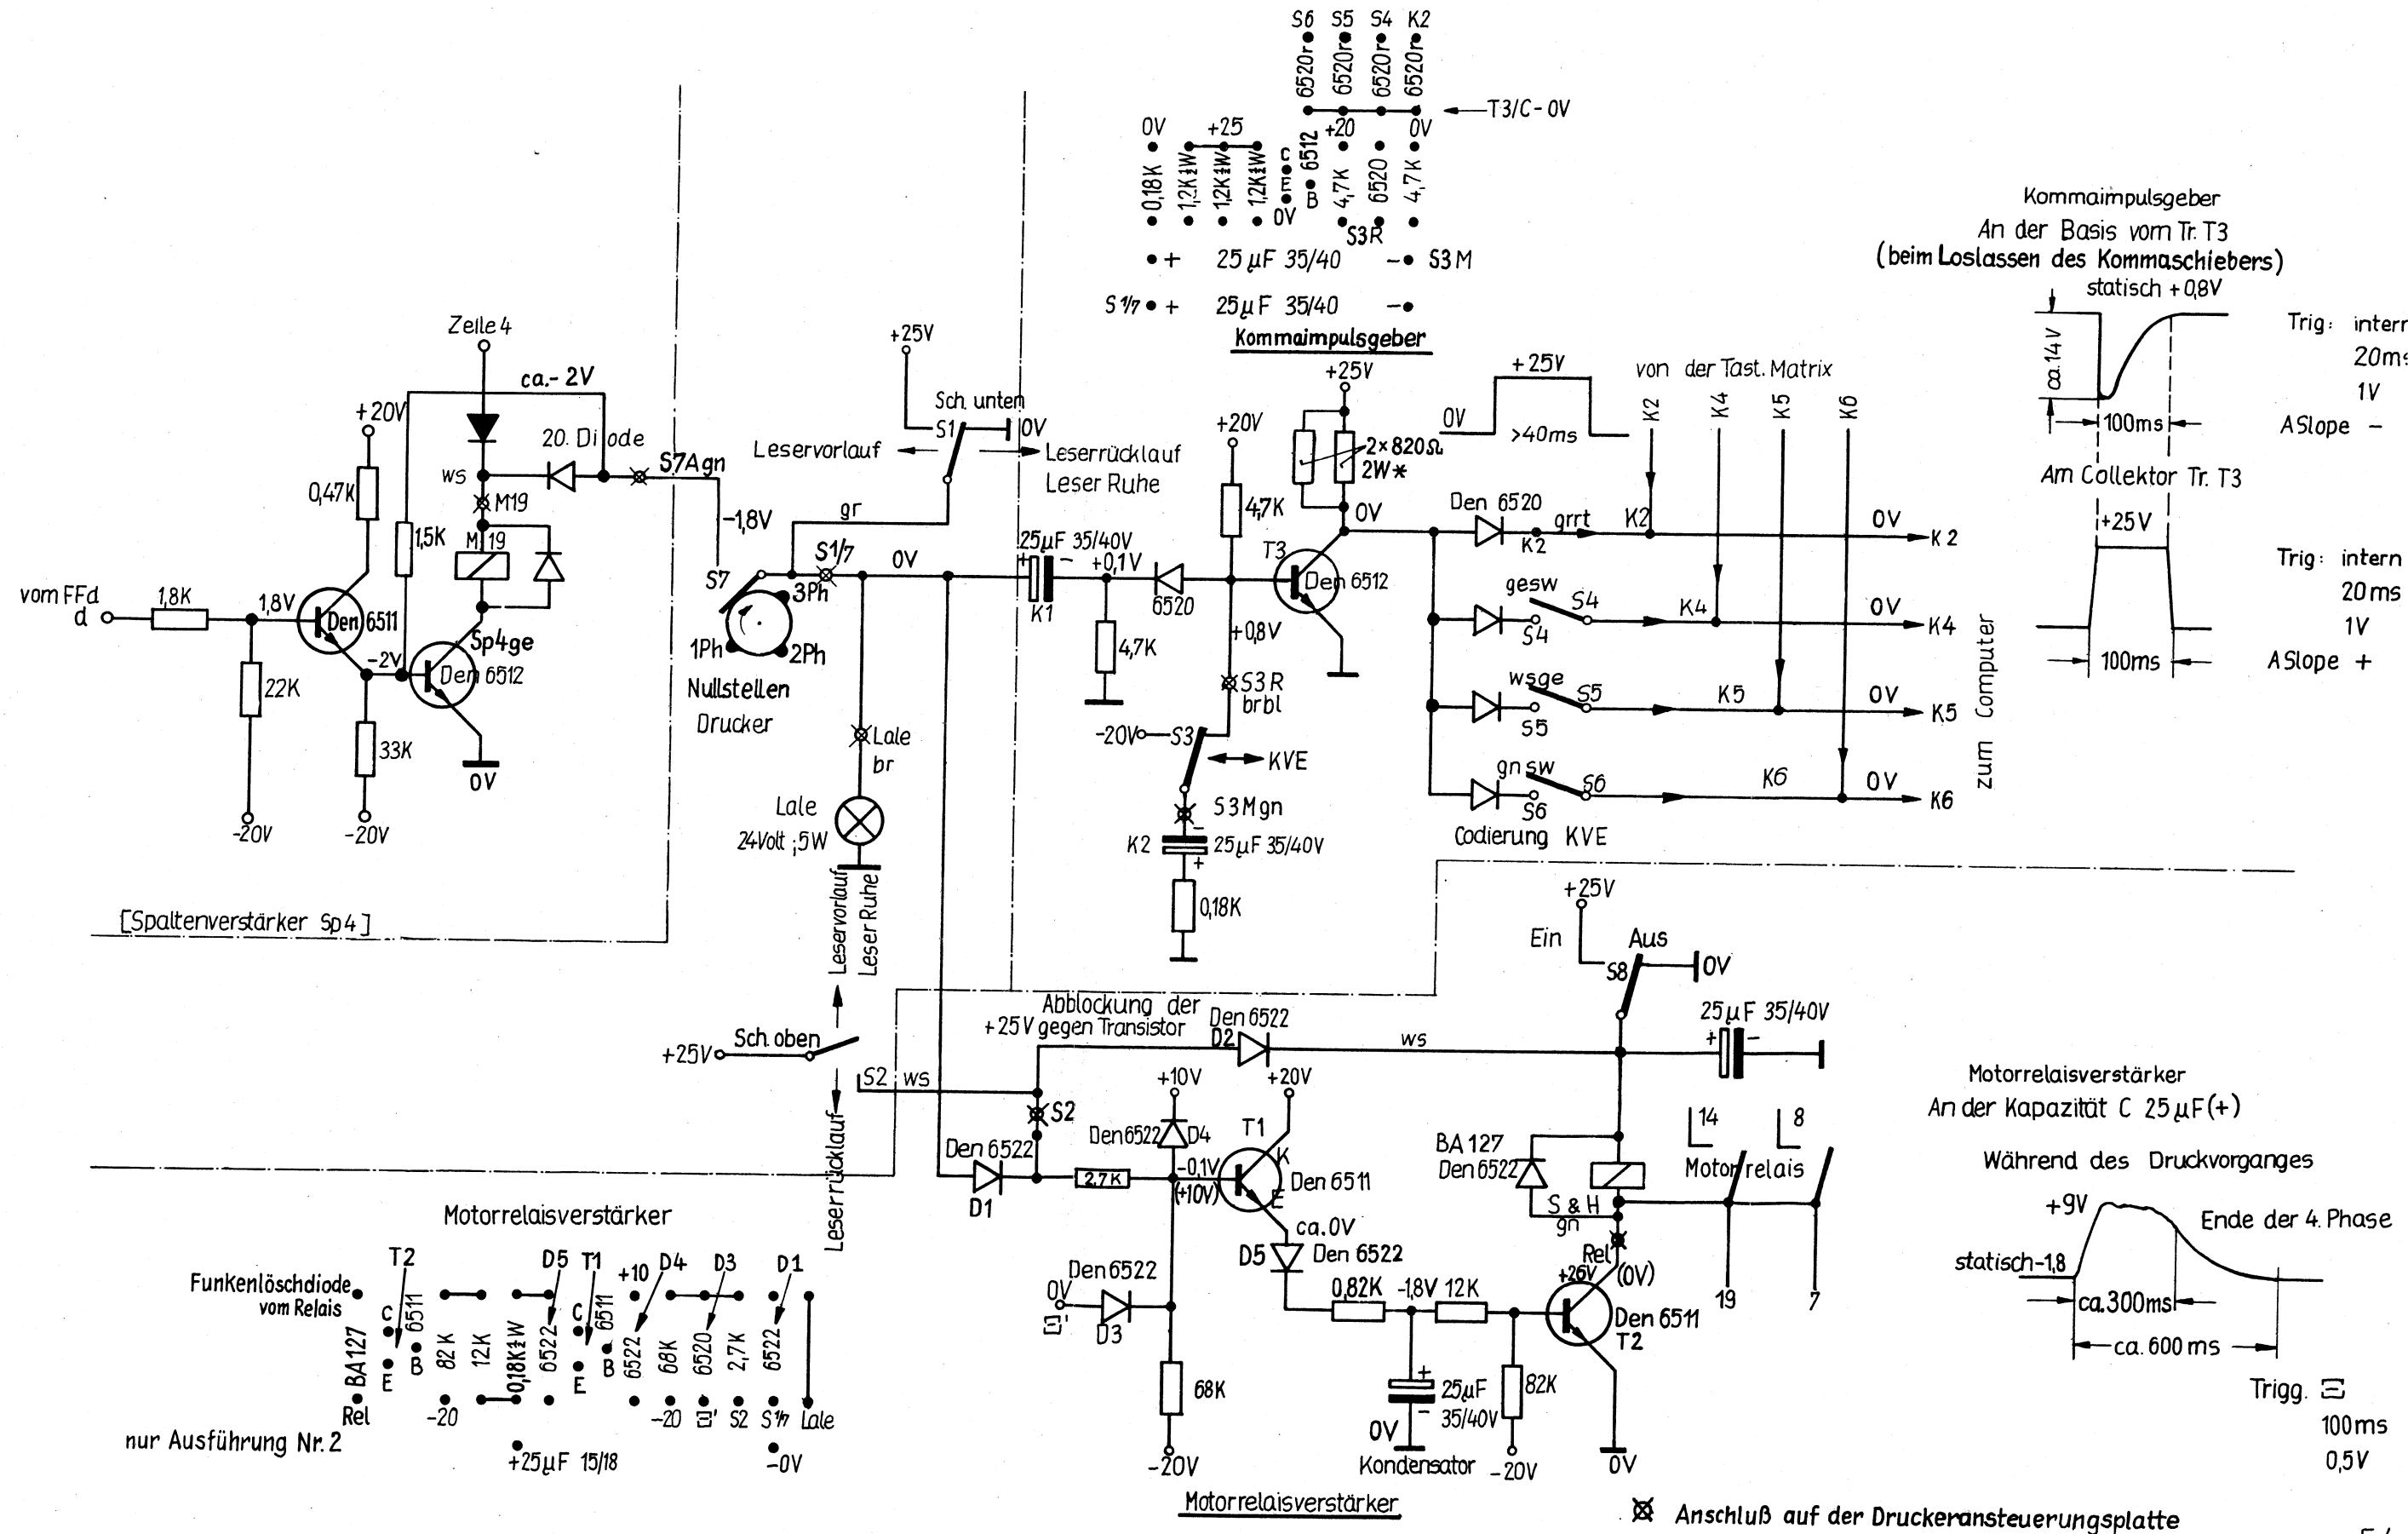 S6 S5 S4 K2
6520r 6520r 6520r 6520r
T3/C-0V
0V +25 +20 0V
0,18K 1,2K½W 1,2K½W 1,2K½W C E 0V 6512 B 4,7K 6520 4,7K
S3R
+ 25µF 35/40 - S3M
S1/7 + 25µF 35/40 -
Kommaimpulsgeber
Zeile 4
ca.-2V
+20V
20. Diode
0,47K
ws
M19
S7Agn
1,5K
M 19
-1,8V
vom FFd
d
1,8K
1,8V
Den 6511
-2V
Sp4ge
Den 6512
22K
33K
-20V
-20V
0V
[Spaltenverstärker Sp4]
+25V
Sch. unten
S1
0V
Leservorlauf
Leserrücklauf
Leser Ruhe
gr
S7
S1/7
0V
3Ph
1Ph
2Ph
Nullstellen
Drucker
Lale
br
Lale
24Volt ;5W
Leservorlauf
Leser Ruhe
Sch. oben
+25V
S2 ws
Leserrücklauf
+25V
2×820Ω
2W*
+20V
4,7K
0V
25µF 35/40V
+ -
+0,1V
K1
6520
T3
Den 6512
4,7K
+0,8V
S3R
brbl
-20V
S3
KVE
S3Mgn
-
K2 25µF 35/40V
+
0,18K
+25V
0V
>40ms
von der Tast. Matrix
K2 K4 K5 K6
Den 6520
grrt
K2
K2
0V
K2
gesw
S4
S4
K4
0V
K4
wsge
S5
S5
K5
0V
K5
gnsw
S6
S6
K6
0V
K6
Codierung KVE
zum Computer
Kommaimpulsgeber
An der Basis vom Tr. T3
(beim Loslassen des Kommaschiebers)
statisch +0,8V
ca.14V
100ms
Trig: intern
20ms
1V
ASlope -
Am Collektor Tr. T3
+25V
100ms
Trig: intern
20ms
1V
ASlope +
Abblockung der
+25V gegen Transistor
Den 6522
D2
ws
+25V
Ein
Aus
S8
0V
25µF 35/40V
+ -
S2
+10V
+20V
Den 6522
D4
T1
K
Den 6522
D1
2,7K
-0,1V
(+10V)
E
Den 6511
ca.0V
D5
Den 6522
Den 6522
0V
D3
68K
-20V
0,82K
-1,8V
12K
+
25µF
35/40V
-
0V
Kondensator
82K
-20V
BA127
Den 6522
S & H
gn
14
8
Motorrelais
Rel
+26V
(0V)
Den 6511
T2
0V
19
7
Motorrelaisverstärker
Motorrelaisverstärker
Funkenlöschdiode
vom Relais
T2 D5 T1 +10 D4 D3 D1
BA127 C E 6511 B 82K 12K 0,18K½W 6522 C E 6511 B 6522 68K 6520 2,7K 6522
Rel -20 -20 S2 S1/7 Lale
nur Ausführung Nr. 2
+25µF 15/18
-0V
Motorrelaisverstärker
An der Kapazität C 25µF(+)
Während des Druckvorganges
+9V
Ende der 4. Phase
statisch-1,8
ca.300ms
ca. 600ms
Trigg.
100ms
0,5V
Anschluß auf der Druckeransteuerungsplatte